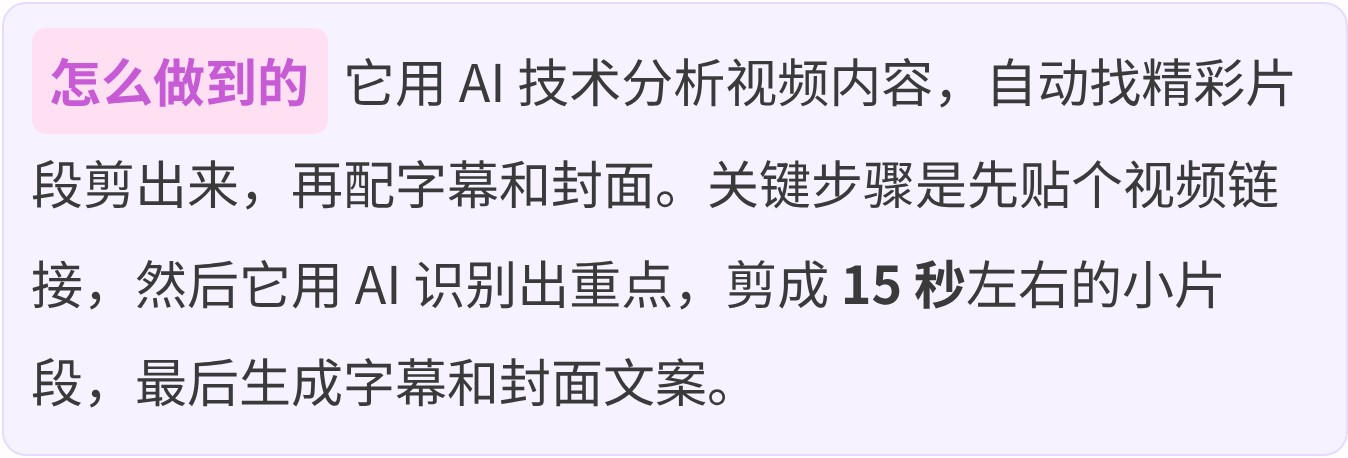 怎么做到的 它用 AI 技术分析视频内容，自动找精彩片
段剪出来，再配字幕和封面。关键步骤是先贴个视频链
接，然后它用 AI 识别出重点，剪成 15 秒左右的小片
段，最后生成字幕和封面文案。